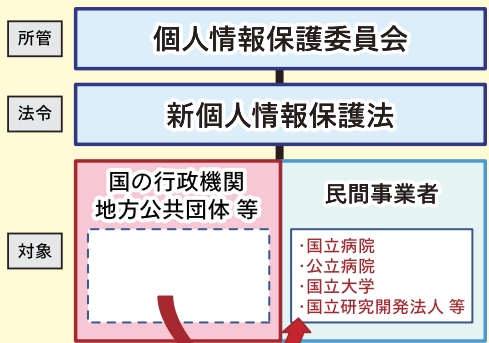 所管
個人情報保護委員会
法令
新個人情報保護法
対象
国の行政機関
地方公共団体 等
民間事業者
・国立病院
・公立病院
・国立大学
・国立研究開発法人 等